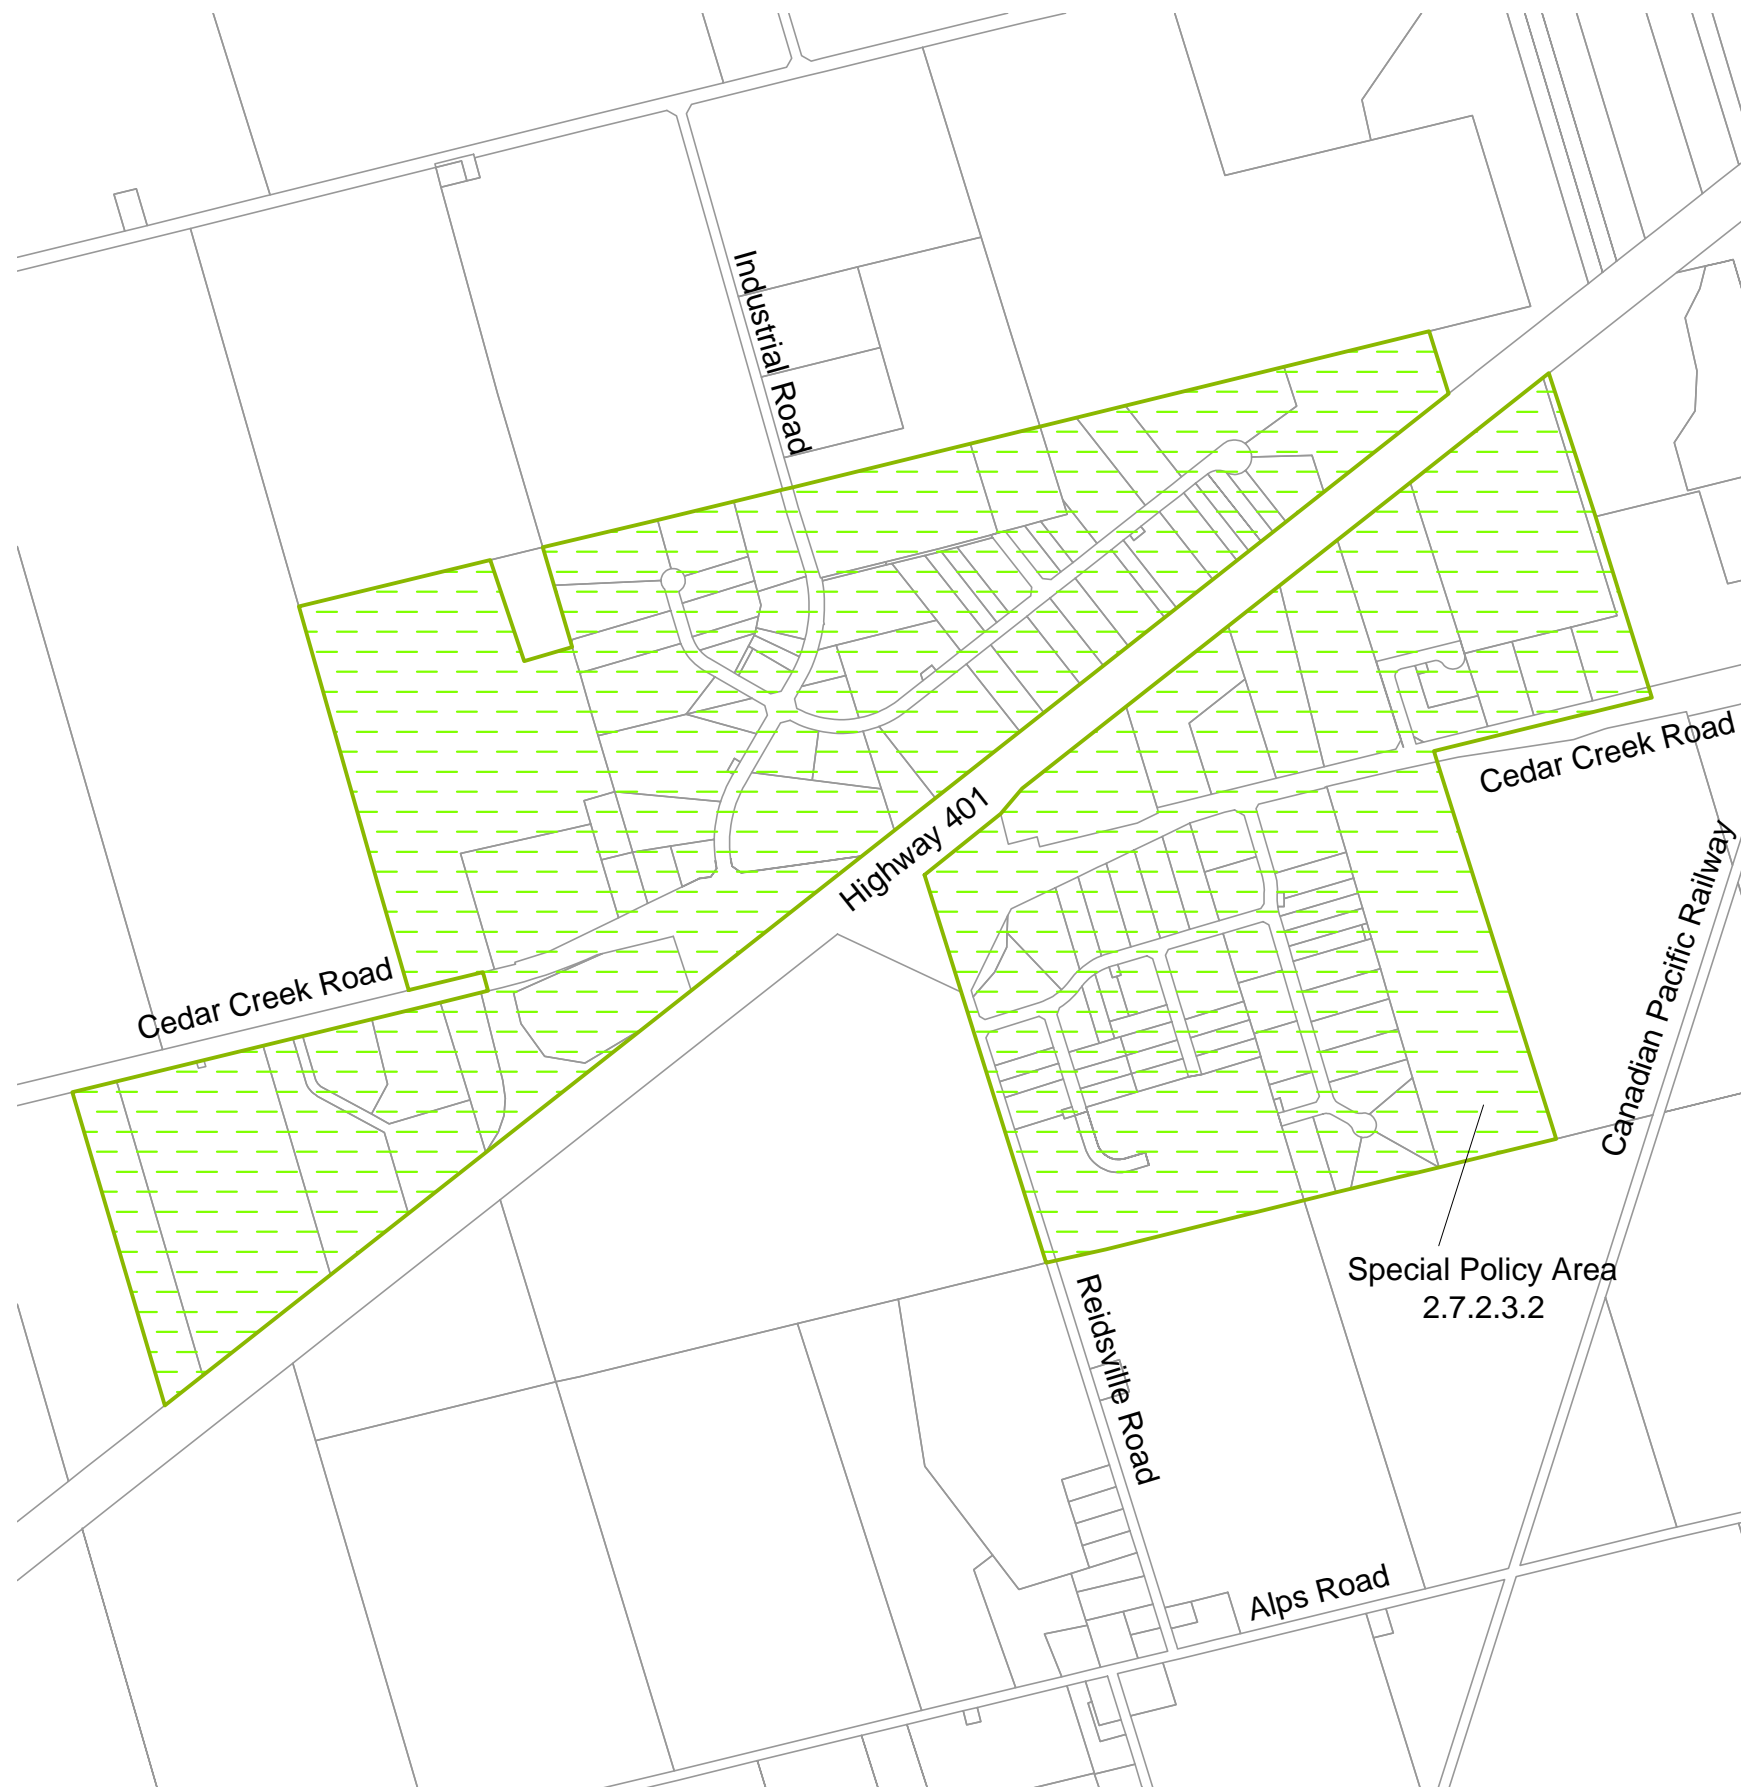 Industrial Road
Cedar Creek Road
Highway 401
Canadian Pacific Railway
Cedar Creek Road
Special Policy Area
2.7.2.3.2
Reidsville Road
Alps Road